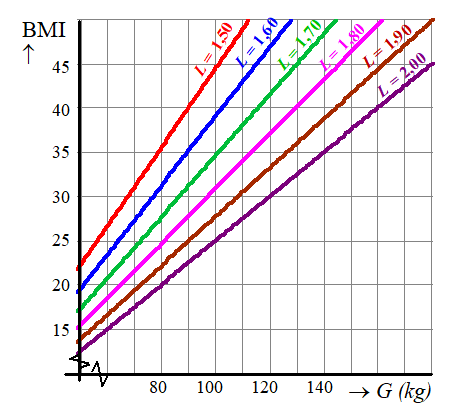 BMI
↑
45
40
35
30
25
20
15
L = 1,50
L = 1,60
L = 1,70
L = 1,80
L = 1,90
L = 2,00
80 100 120 140 → G (kg)